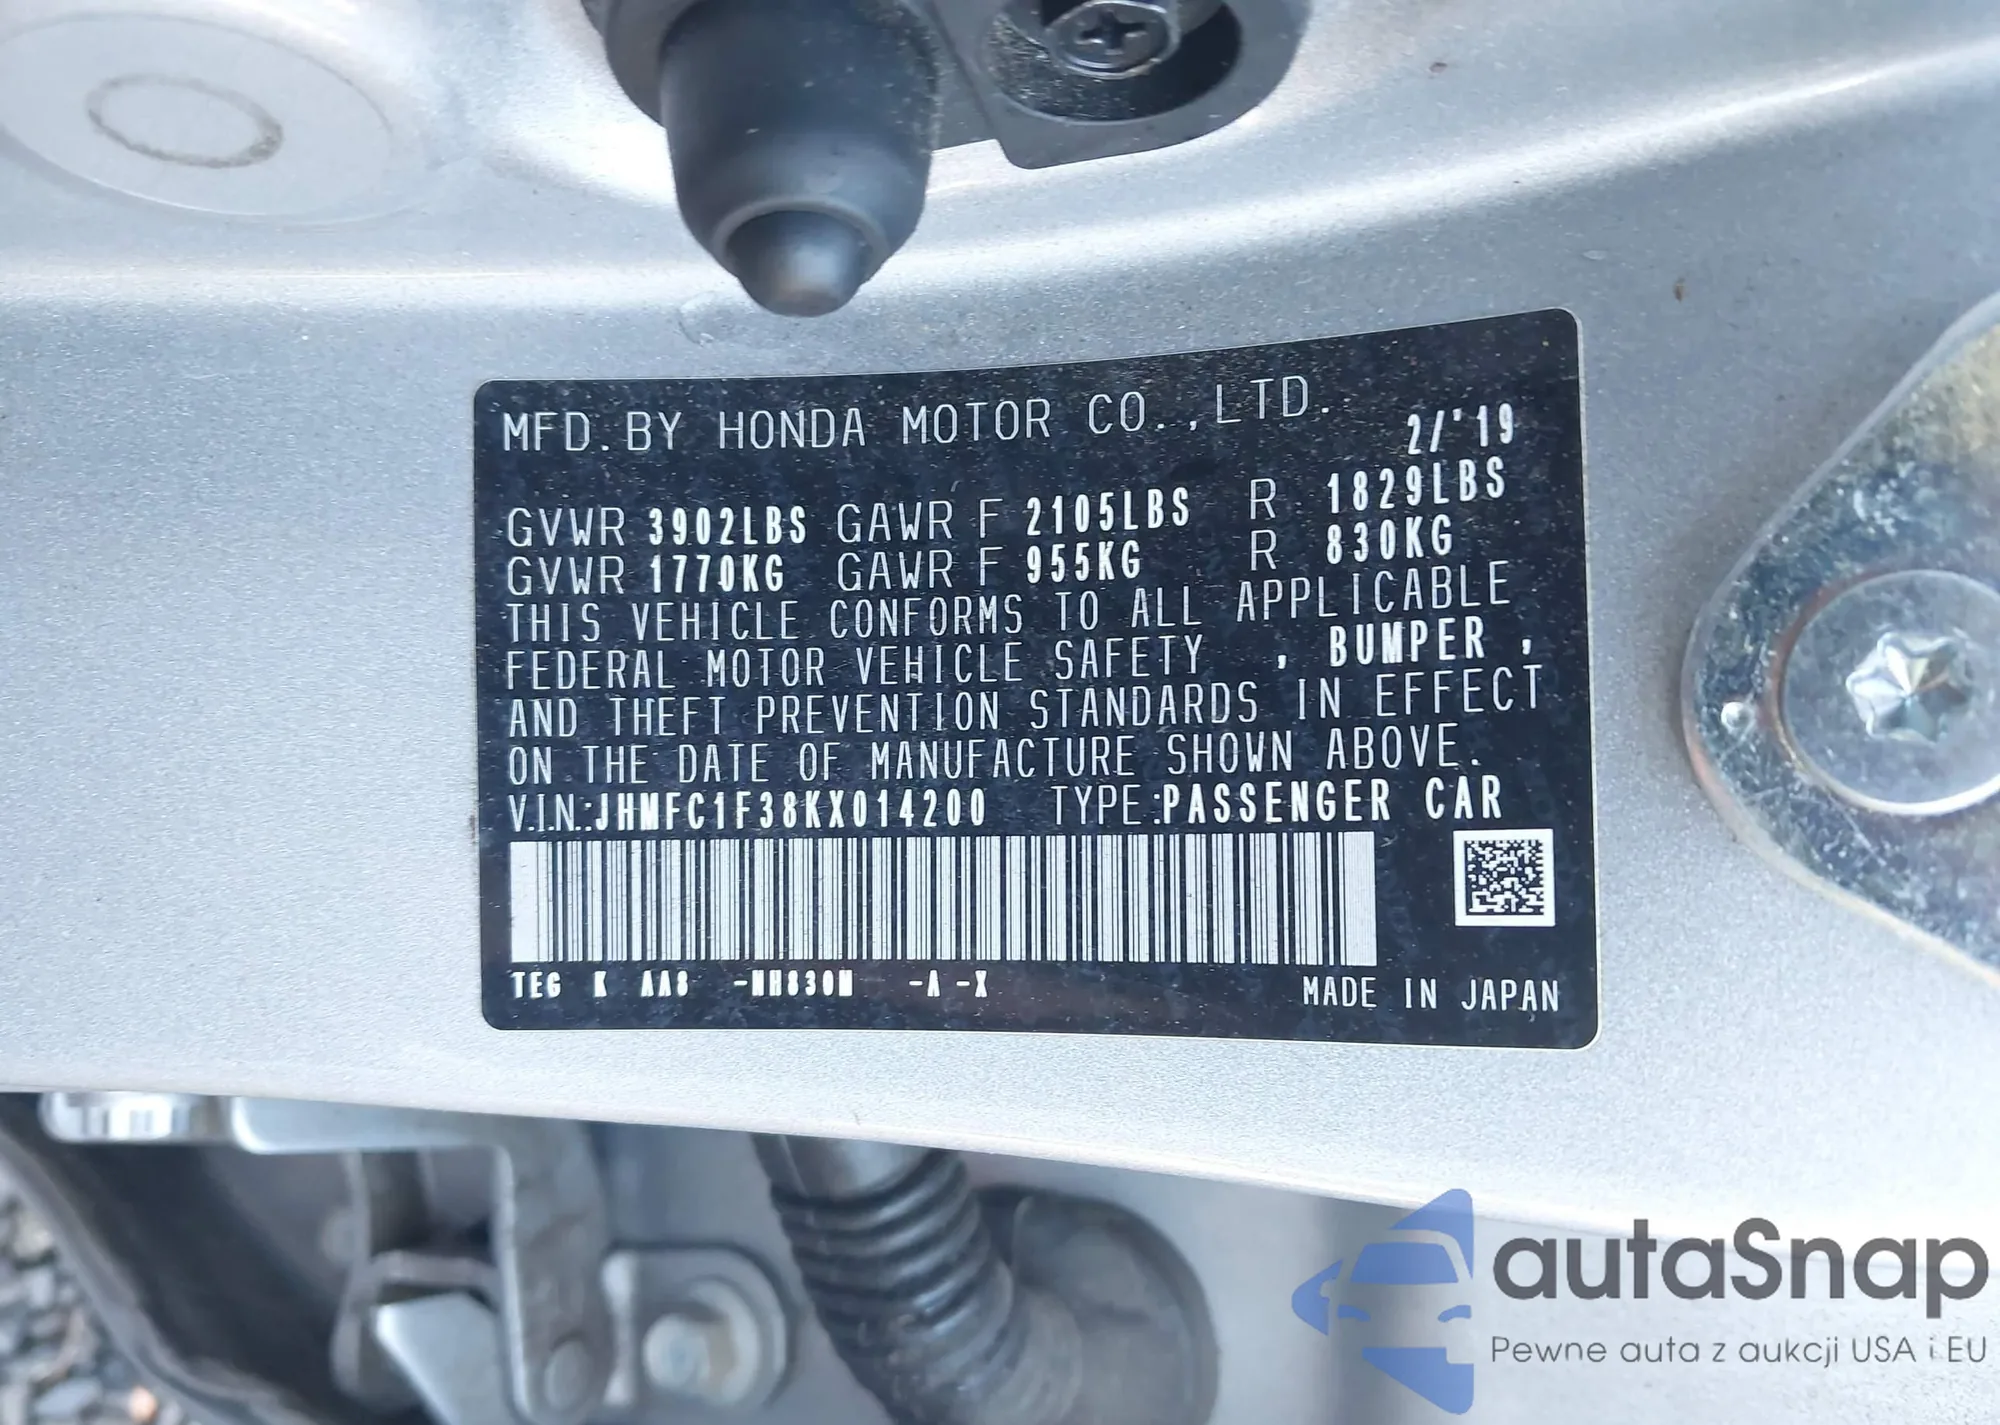 MFD. BY HONDA MOTOR CO., LTD.
2/'19
GVWR 3902LBS GAWR F 2105LBS R 1829LBS
GVWR 1770KG GAWR F 955KG R 830KG
THIS VEHICLE CONFORMS TO ALL APPLICABLE
FEDERAL MOTOR VEHICLE SAFETY , BUMPER ,
AND THEFT PREVENTION STANDARDS IN EFFECT
ON THE DATE OF MANUFACTURE SHOWN ABOVE.
V.I.N.:JHMFC1F38KX014200 TYPE:PASSENGER CAR
TEG K AA8 -NH830M -A -X MADE IN JAPAN
autaSnap
Pewne auta z aukcji USA i EU